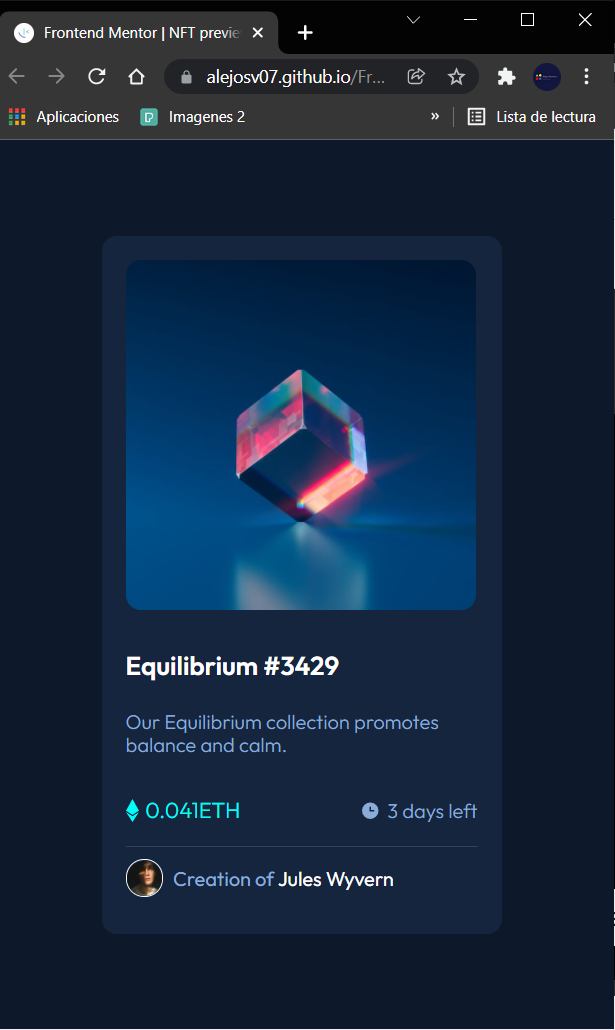 Frontend Mentor | NFT previe
alejosv07.github.io/Fr...
Aplicaciones
Imagenes 2
»
Lista de lectura
Equilibrium #3429
Our Equilibrium collection promotes
balance and calm.
0.041ETH
3 days left
Creation of Jules Wyvern